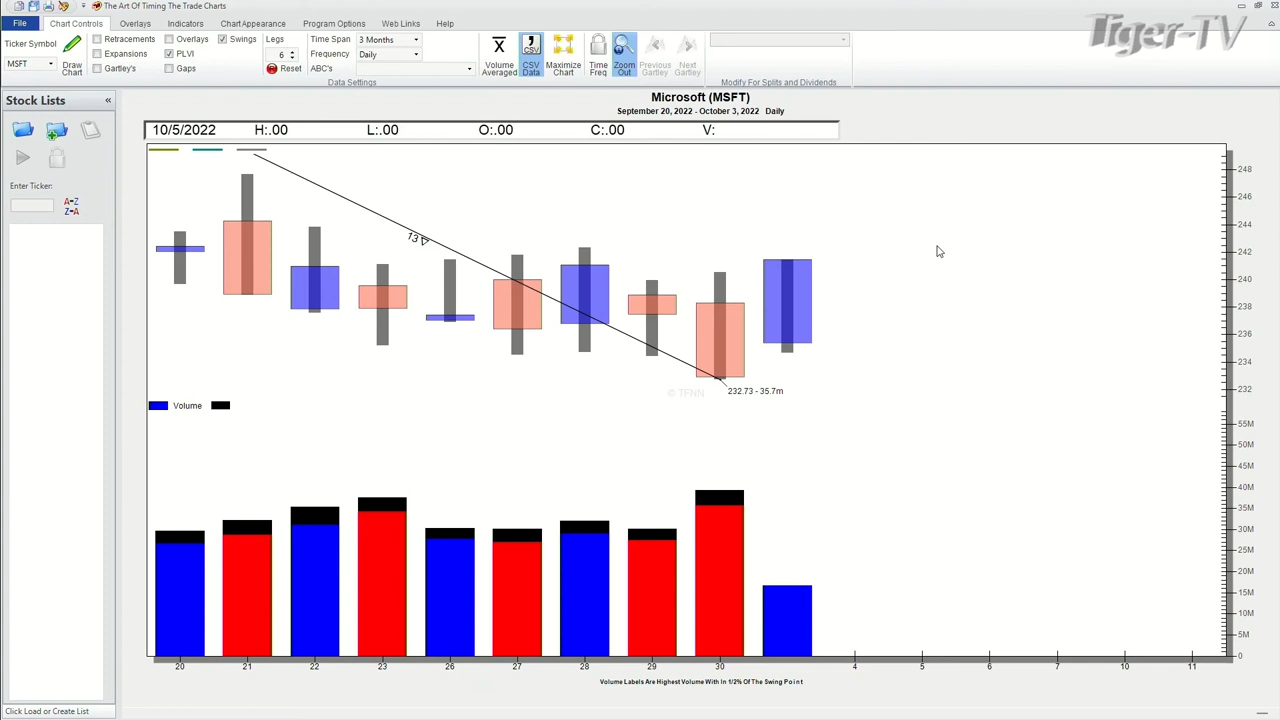 The Art Of Timing The Trade Charts
Tiger-TV
File Chart Controls Overlays Indicators Chart Appearance Program Options Web Links Help
Ticker Symbol
MSFT
Draw
Chart
Retracements Overlays Swings
Expansions PLVI
Gartley's Gaps
Legs
6
Reset
Time Span 3 Months
Frequency Daily
ABC's
Data Settings
Volume
Averaged
CSV
CSV
Data
Maximize
Chart
Time
Freq
Zoom
Out
Previous
Gartley
Next
Gartley
Modify For Splits and Dividends
Stock Lists «
Enter Ticker:
A-Z
Z-A
Click Load or Create List
Microsoft (MSFT)
September 20, 2022 - October 3, 2022 Daily
10/5/2022 H:.00 L:.00 O:.00 C:.00 V:
248
246
244
242
240
238
236
234
232
13
232.73 - 35.7m
© TFNN
Volume
55M
50M
45M
40M
35M
30M
25M
20M
15M
10M
5M
0
20 21 22 23 26 27 28 29 30 4 5 6 7 10 11
Volume Labels Are Highest Volume With In 1/2% Of The Swing Point